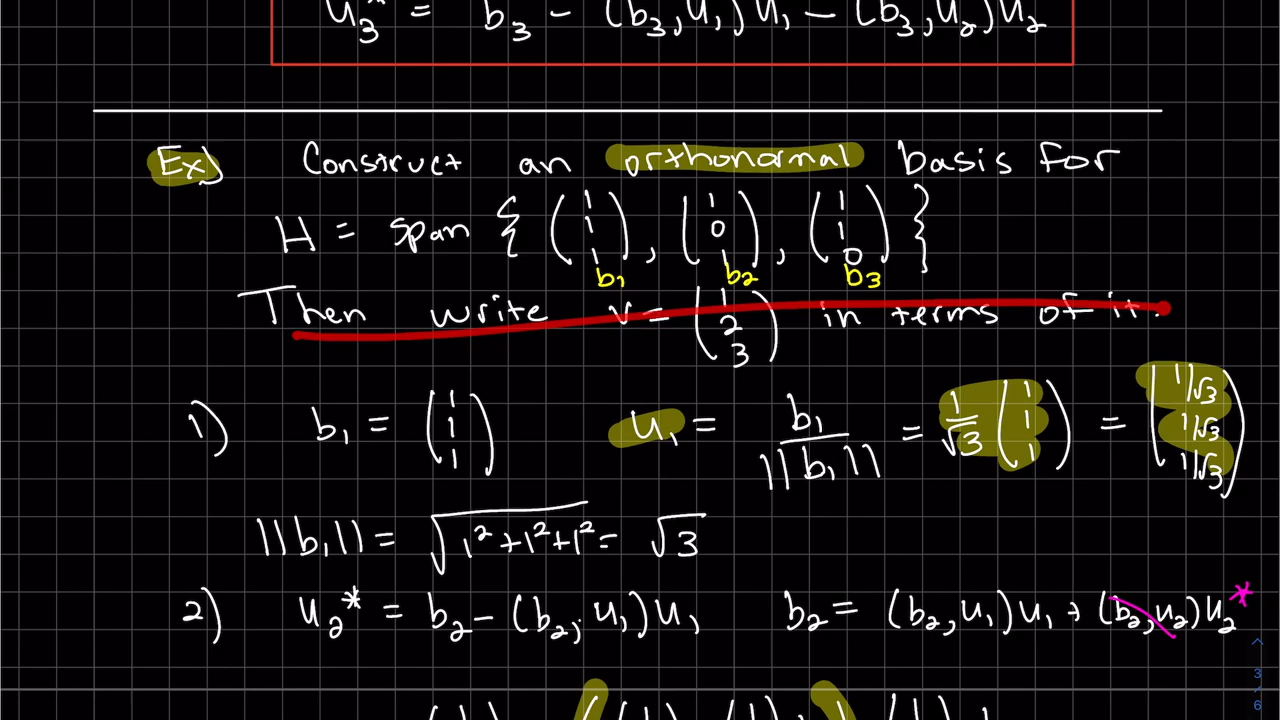 u₃* = b₃ − (b₃,u₁)u₁ − (b₃,u₂)u₂
Ex) Construct an orthonormal basis for
H = span { (1 1 1), (1 0 1), (1 1 0) }
b₁ b₂ b₃
Then write v = (1 2 3) in terms of it.
1) b₁ = (1 1 1) u₁ = b₁ / ||b₁|| = 1/√3 (1 1 1) = (1/√3 1/√3 1/√3)
||b₁|| = √1²+1²+1² = √3
2) u₂* = b₂ − (b₂, u₁)u₁ b₂ = (b₂,u₁)u₁ + (b₂,u₂)u₂*
3/6